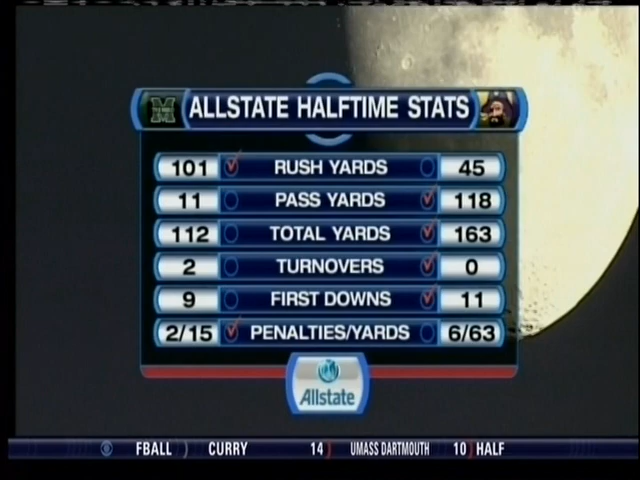 ALLSTATE HALFTIME STATS
101 RUSH YARDS 45
11 PASS YARDS 118
112 TOTAL YARDS 163
2 TURNOVERS 0
9 FIRST DOWNS 11
2/15 PENALTIES/YARDS 6/63
Allstate
FBALL ) CURRY 14 ) UMASS DARTMOUTH 10 ) HALF